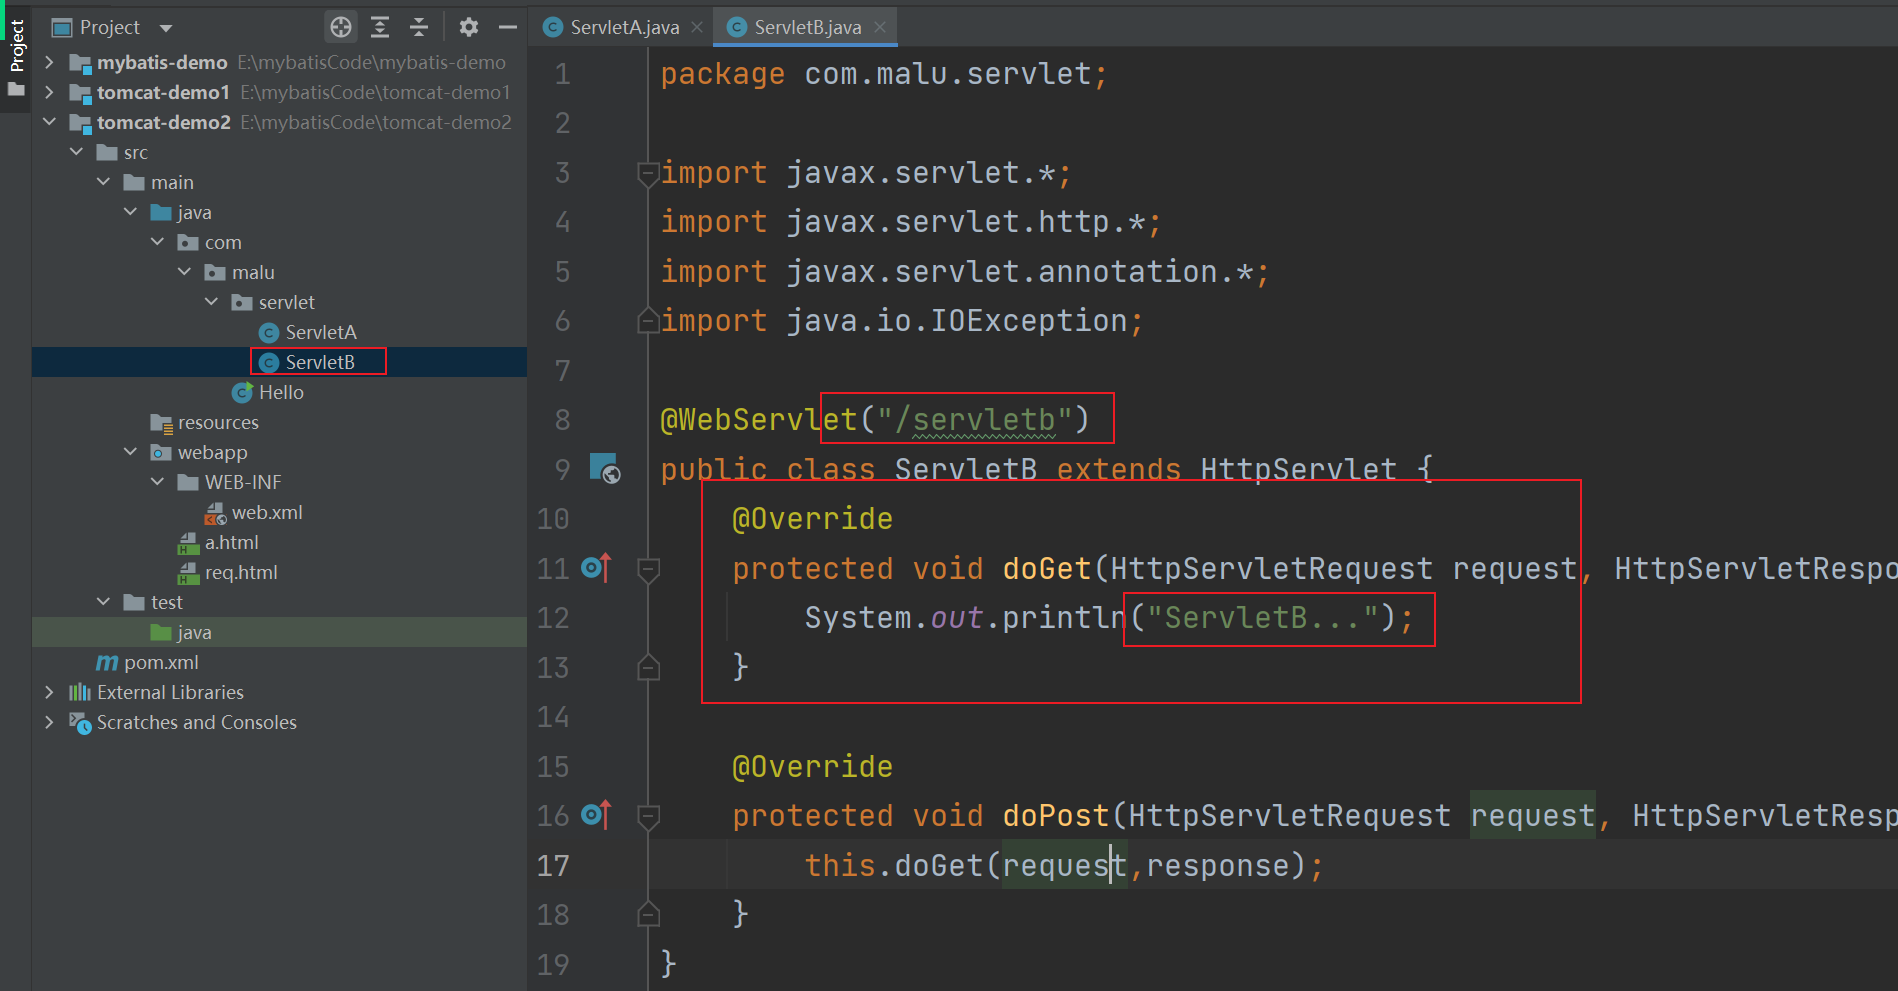 Project
Project
mybatis-demo E:\mybatisCode\mybatis-demo
tomcat-demo1 E:\mybatisCode\tomcat-demo1
tomcat-demo2 E:\mybatisCode\tomcat-demo2
src
main
java
com
malu
servlet
ServletA
ServletB
Hello
resources
webapp
WEB-INF
web.xml
a.html
req.html
test
java
pom.xml
External Libraries
Scratches and Consoles
ServletA.java
ServletB.java
1 package com.malu.servlet;
2
3 import javax.servlet.*;
4 import javax.servlet.http.*;
5 import javax.servlet.annotation.*;
6 import java.io.IOException;
7
8 @WebServlet("/servletb")
9 public class ServletB extends HttpServlet {
10 @Override
11 protected void doGet(HttpServletRequest request, HttpServletRespo
12 System.out.println("ServletB...");
13 }
14
15 @Override
16 protected void doPost(HttpServletRequest request, HttpServletResp
17 this.doGet(request,response);
18 }
19 }